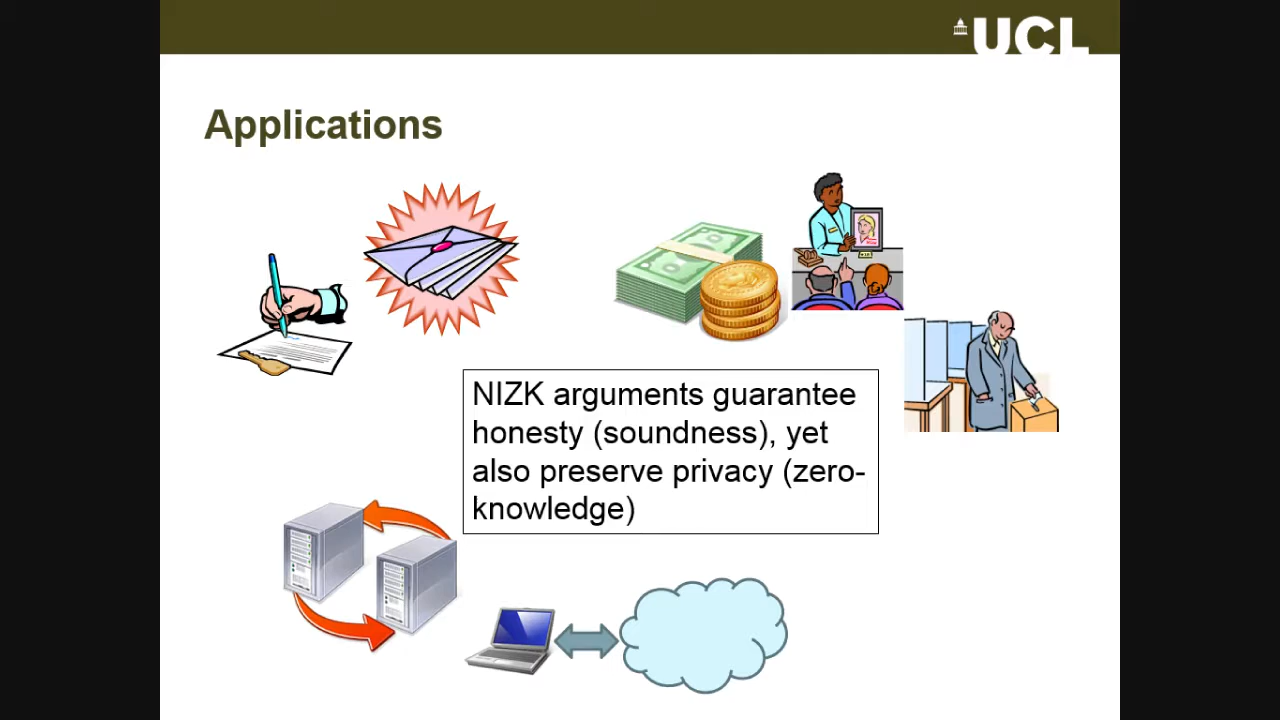 UCL
Applications
NIZK arguments guarantee
honesty (soundness), yet
also preserve privacy (zero-
knowledge)